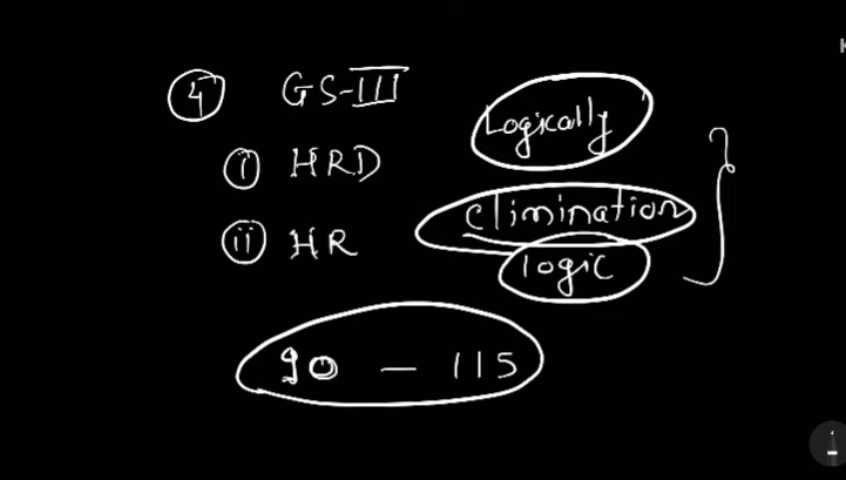 4 GS-III
Logically
i HRD
elimination
ii HR
logic
90 - 115